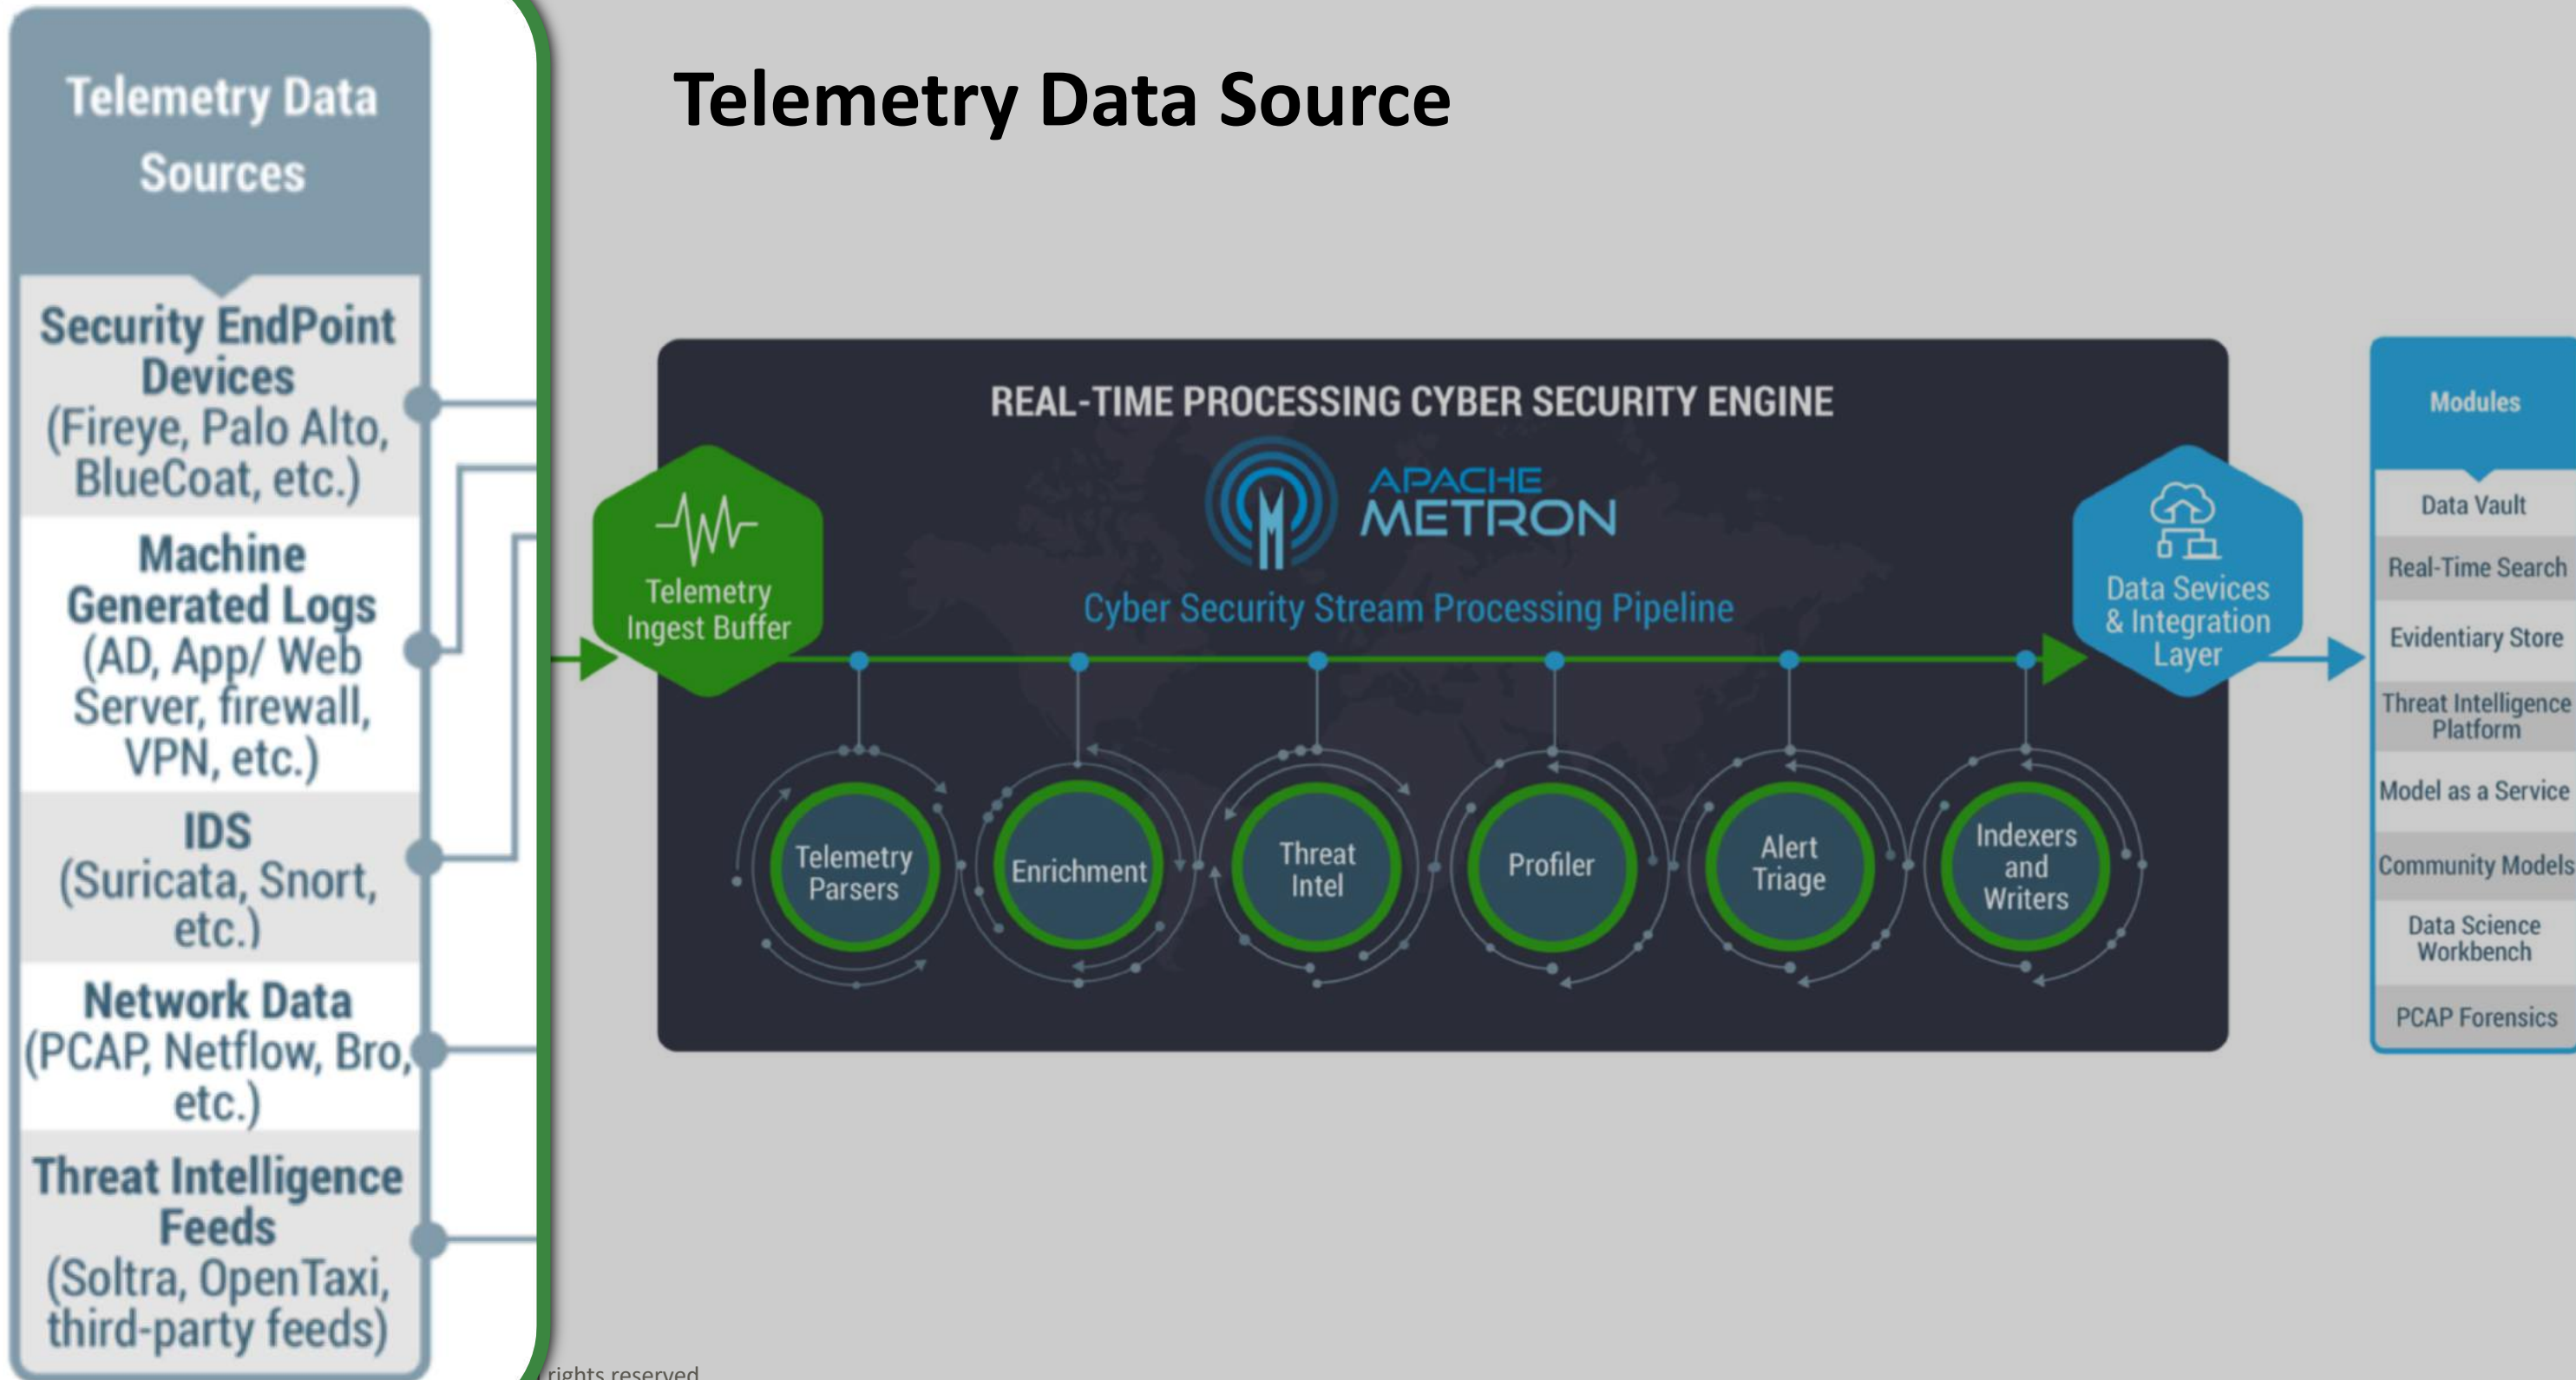 Telemetry Data
Sources
Security EndPoint
Devices
(Fireye, Palo Alto,
BlueCoat, etc.)
Machine
Generated Logs
(AD, App/ Web
Server, firewall,
VPN, etc.)
IDS
(Suricata, Snort,
etc.)
Network Data
(PCAP, Netflow, Bro,
etc.)
Threat Intelligence
Feeds
(Soltra, OpenTaxi,
third-party feeds)
Telemetry Data Source
REAL-TIME PROCESSING CYBER SECURITY ENGINE
APACHE
METRON
Cyber Security Stream Processing Pipeline
Telemetry
Ingest Buffer
Telemetry
Parsers
Enrichment
Threat
Intel
Profiler
Alert
Triage
Indexers
and
Writers
Data Sevices
& Integration
Layer
Modules
Data Vault
Real-Time Search
Evidentiary Store
Threat Intelligence
Platform
Model as a Service
Community Models
Data Science
Workbench
PCAP Forensics
rights reserved